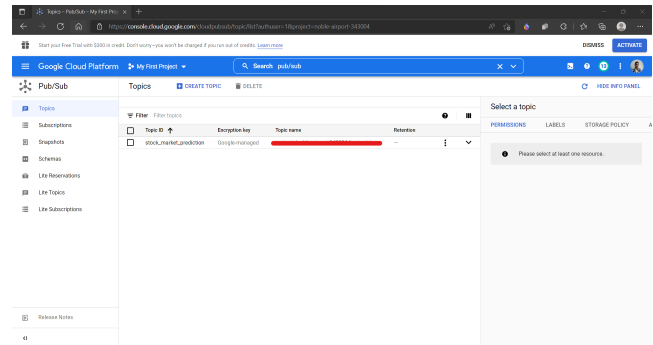 Topics – Pub/Sub – My First Proj
https://console.cloud.google.com/cloudpubsub/topic/list?authuser=1&project=noble-airport-343004
Start your Free Trial with $300 in credit. Don't worry—you won't be charged if you run out of credits. Learn more
DISMISS
ACTIVATE
Google Cloud Platform
My First Project
Search pub/sub
Pub/Sub
Topics
CREATE TOPIC
DELETE
HIDE INFO PANEL
Topics
Subscriptions
Snapshots
Schemas
Lite Reservations
Lite Topics
Lite Subscriptions
Release Notes
Filter Filter topics
Topic ID Encryption key Topic name Retention
stock_market_prediction Google-managed —
Select a topic
PERMISSIONS LABELS STORAGE POLICY A
Please select at least one resource.